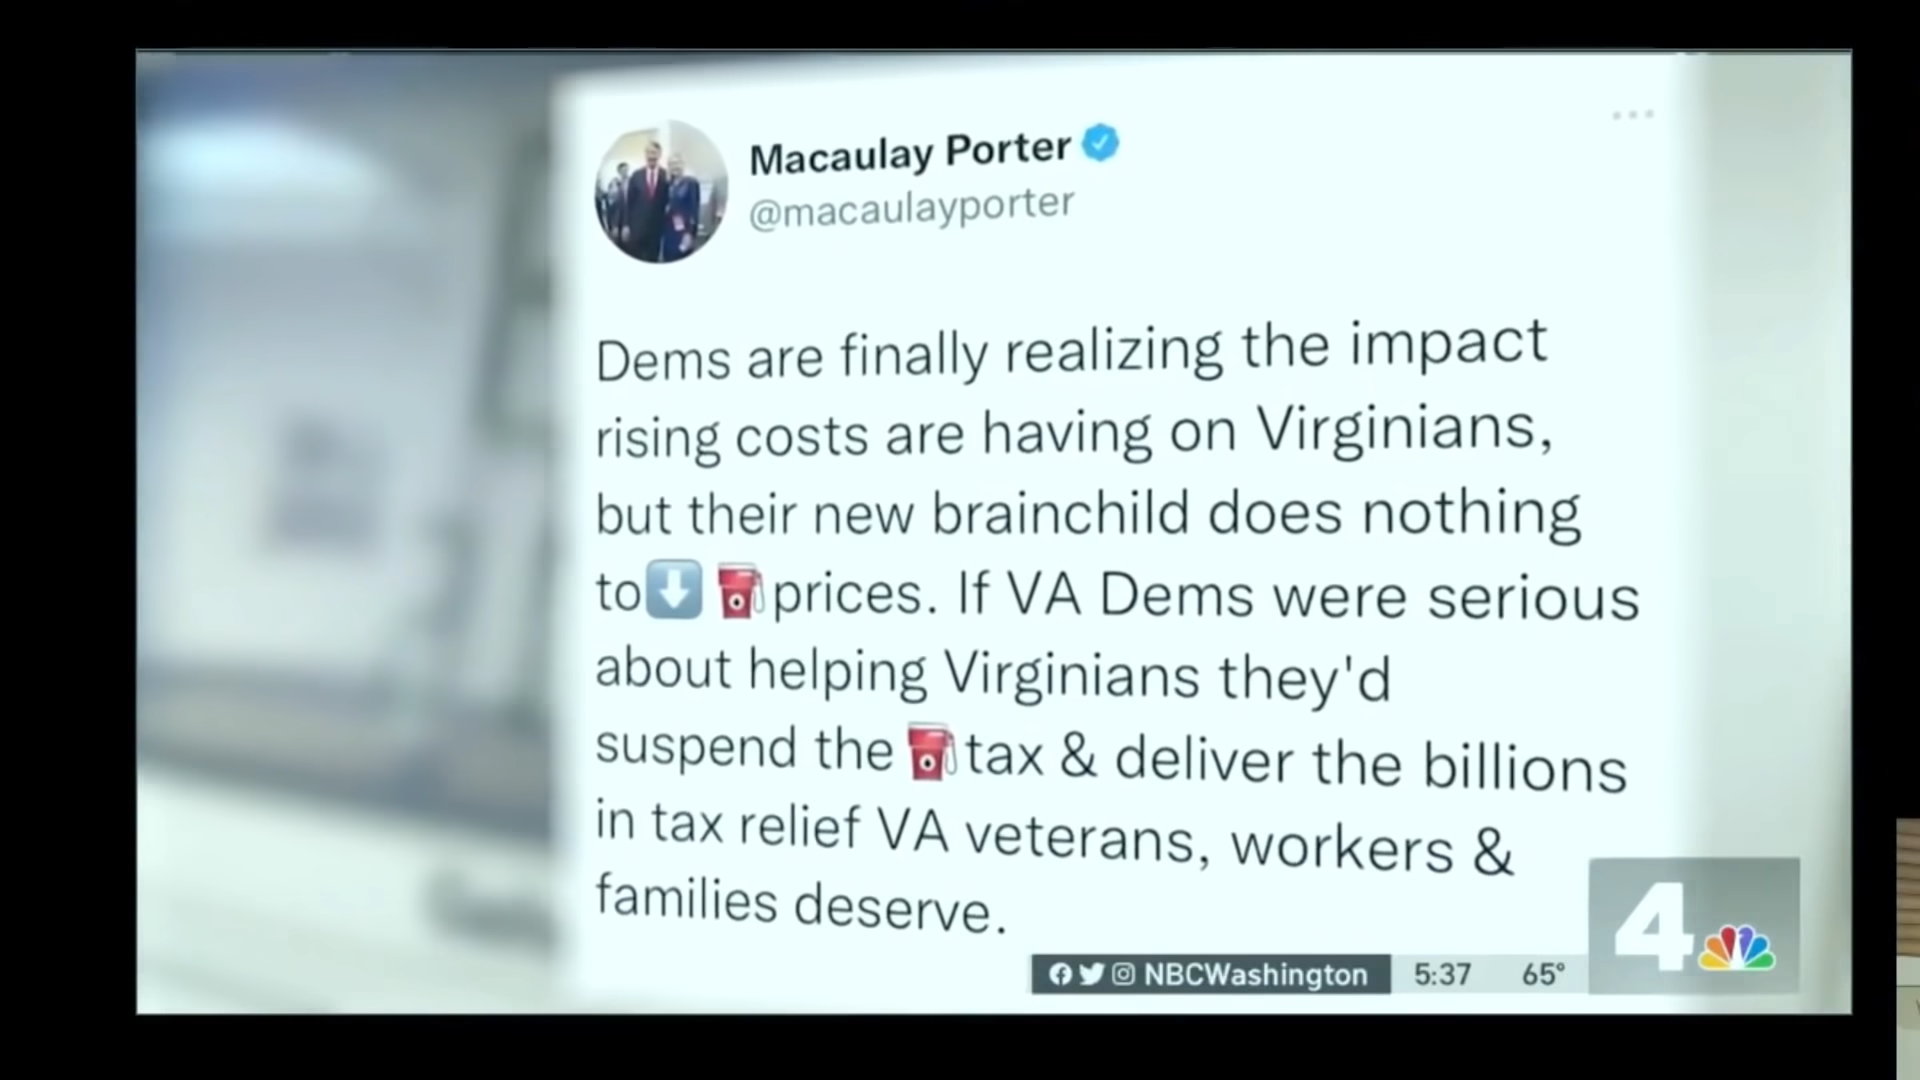 Macaulay Porter
@macaulayporter
Dems are finally realizing the impact
rising costs are having on Virginians,
but their new brainchild does nothing
to⬇️⛽prices. If VA Dems were serious
about helping Virginians they'd
suspend the ⛽tax & deliver the billions
in tax relief VA veterans, workers &
families deserve.
4
NBCWashington 5:37 65°